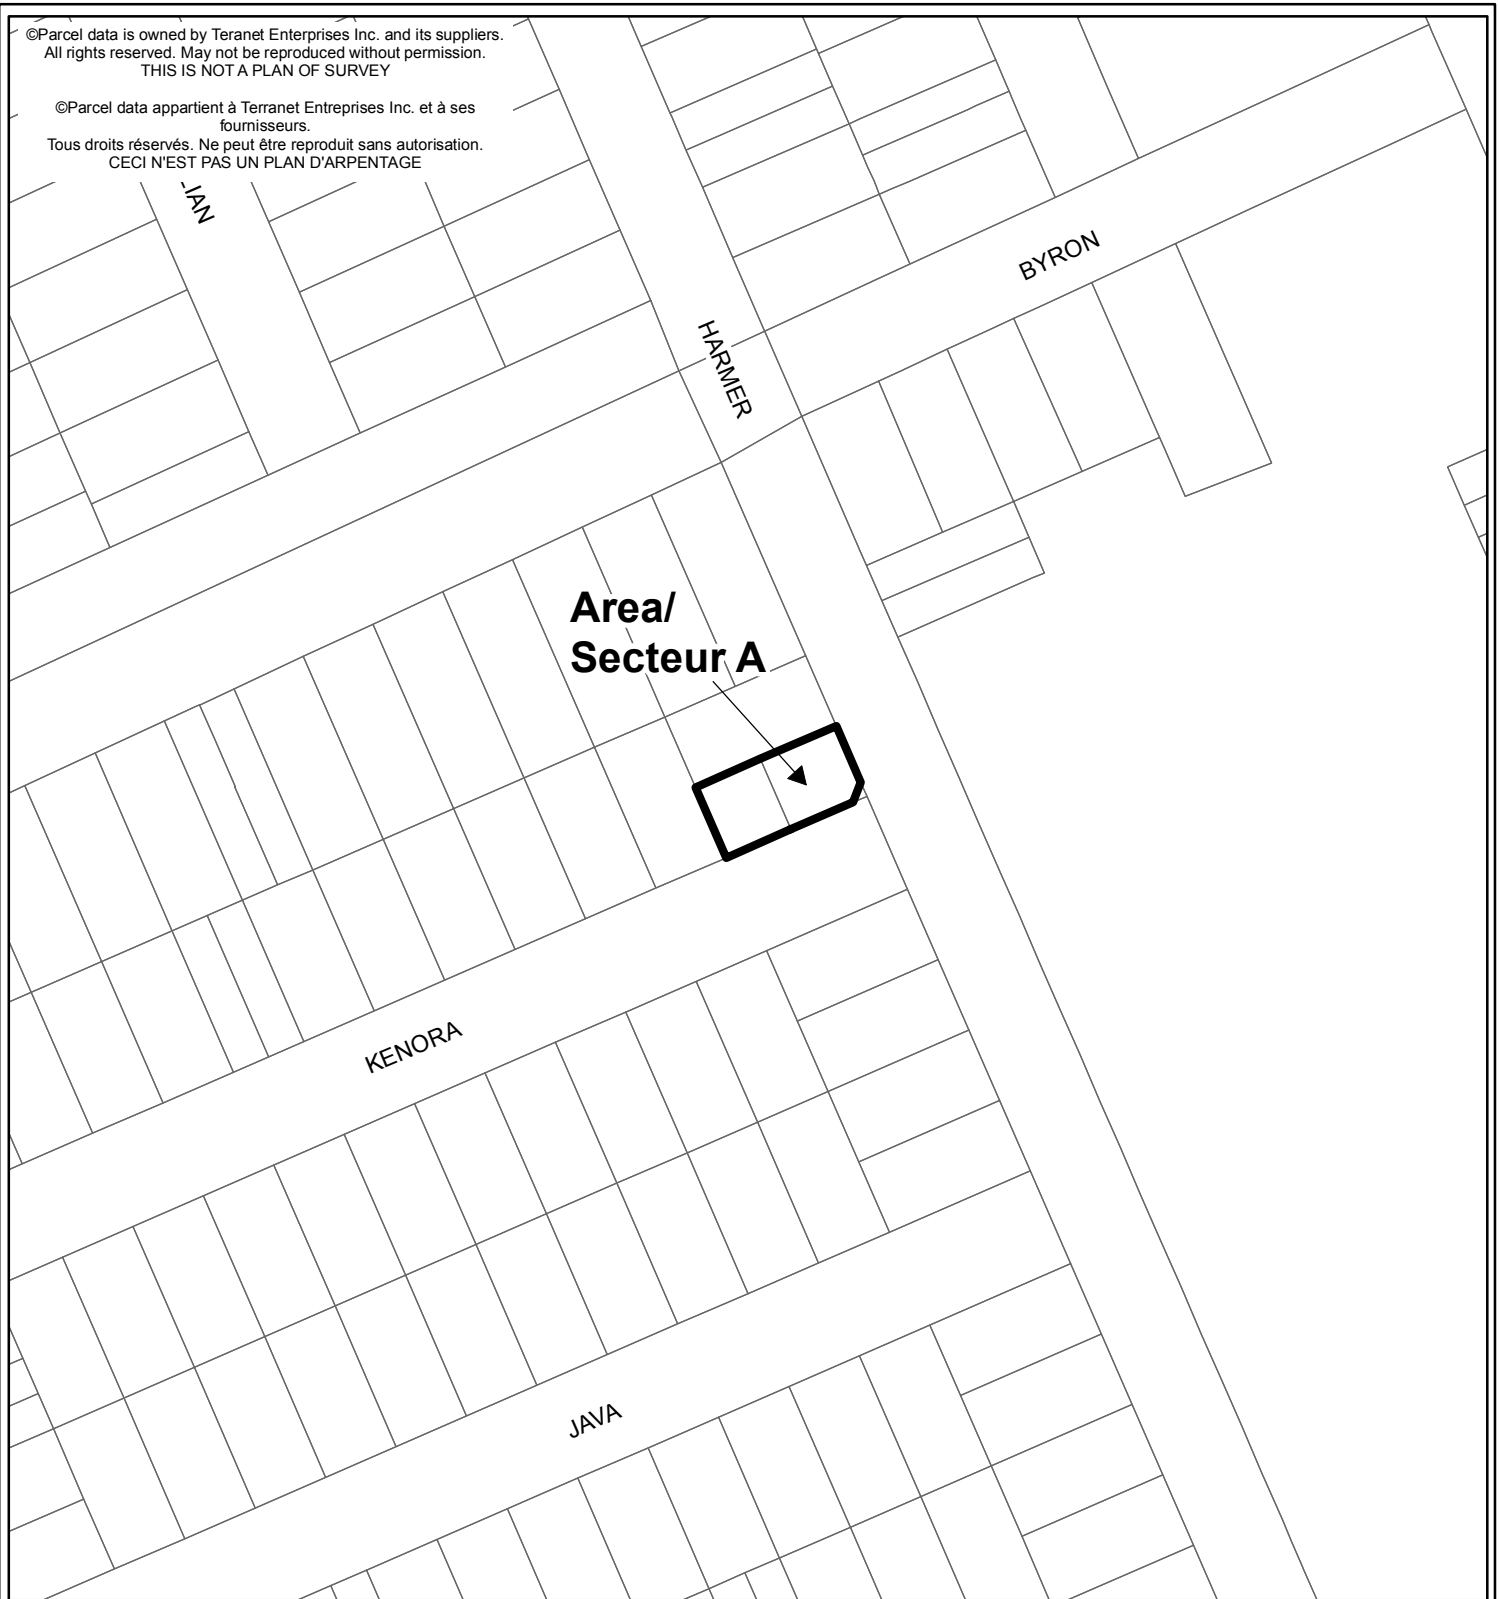 ©Parcel data is owned by Teranet Enterprises Inc. and its suppliers.
All rights reserved. May not be reproduced without permission.
THIS IS NOT A PLAN OF SURVEY
©Parcel data appartient à Terranet Entreprises Inc. et à ses
fournisseurs.
Tous droits réservés. Ne peut être reproduit sans autorisation.
CECI N'EST PAS UN PLAN D'ARPENTAGE
BYRON
HARMER
Area/
Secteur A
KENORA
JAVA